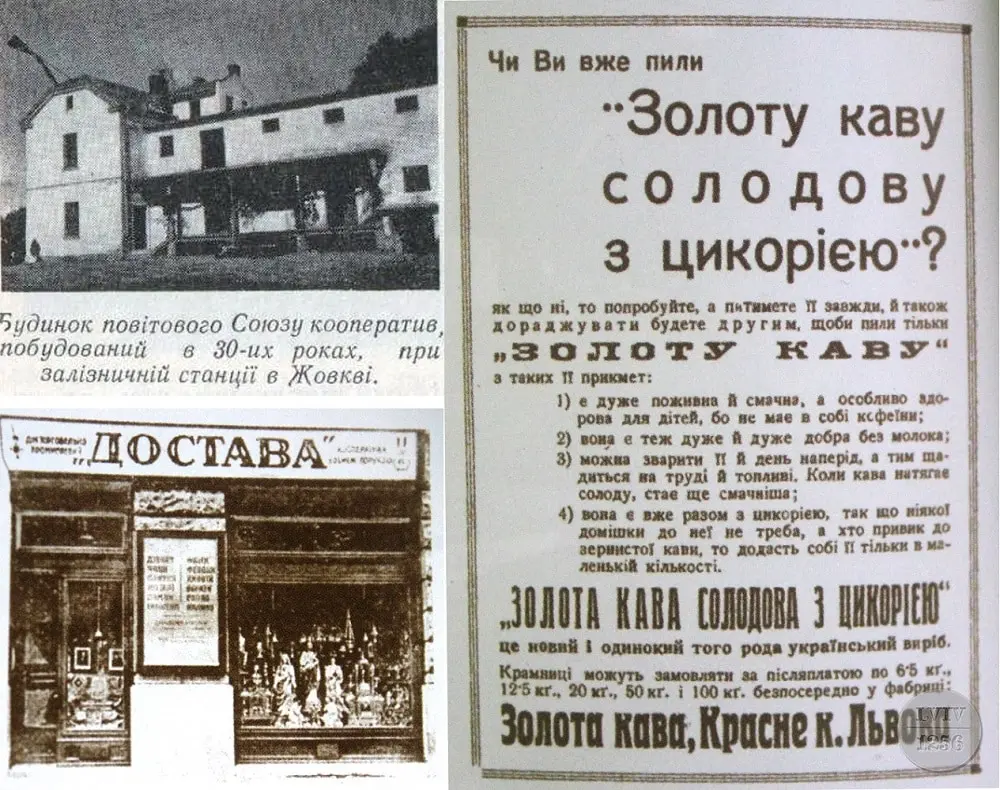 Будинок повітового Союзу кооператив,
побудований в 30-их роках, при
залізничній станції в Жовкві.
„ДОСТАВА"
Чи Ви вже пили
"Золоту каву
солодову
з цикорією"?
як що ні, то попробуйте, а питимете її завжди, й також
дораджувати будете другим, щоби пили тільки
„ЗОЛОТУ КАВУ"
з таких її прикмет:
1) є дуже поживна й смачна, а особливо здо-
рова для дітей, бо не має в собі кофеїни;
2) вона є теж дуже й дуже добра без молока;
3) можна зварити її й день наперід, а тим ща-
диться на труді й топливі. Коли кава натягає
солоду, стає ще смачніша;
4) вона є вже разом з цикорією, так що ніякої
домішки до неї не треба, а хто привик до
зернистої кави, то додасть собі її тільки в ма-
ленькій кількості.
„ЗОЛОТА КАВА СОЛОДОВА З ЦИКОРІЄЮ"
це новий і одинокий того рода український виріб.
Крамниці можуть замовляти за післяплатою по 6·5 кґ.,
12·5 кґ., 20 кґ., 50 кґ. і 100 кґ. безпосередно у фабриці:
Золота кава, Красне к. Львова
LVIV
1256